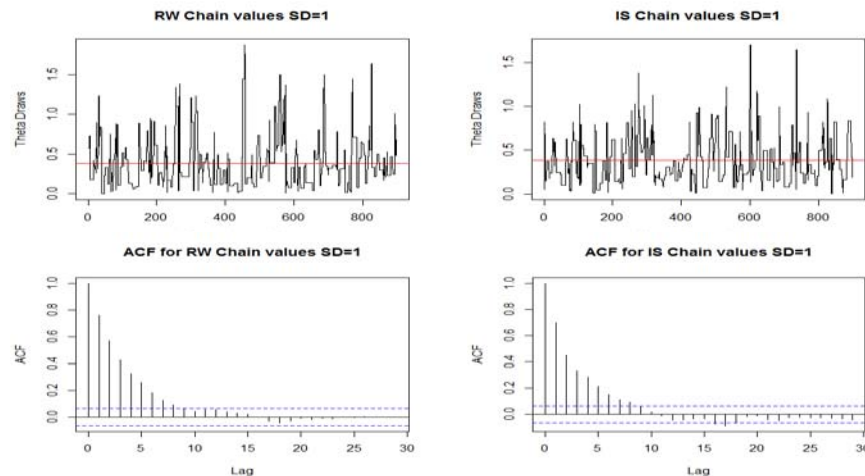 RW Chain values SD=1
IS Chain values SD=1
Theta Draws
0.0 0.5 1.0 1.5
0 200 400 600 800
Theta Draws
0.0 0.5 1.0 1.5
0 200 400 600 800
ACF for RW Chain values SD=1
ACF for IS Chain values SD=1
ACF
0.0 0.2 0.4 0.6 0.8 1.0
0 5 10 15 20 25 30
Lag
ACF
0.0 0.2 0.4 0.6 0.8 1.0
0 5 10 15 20 25 30
Lag